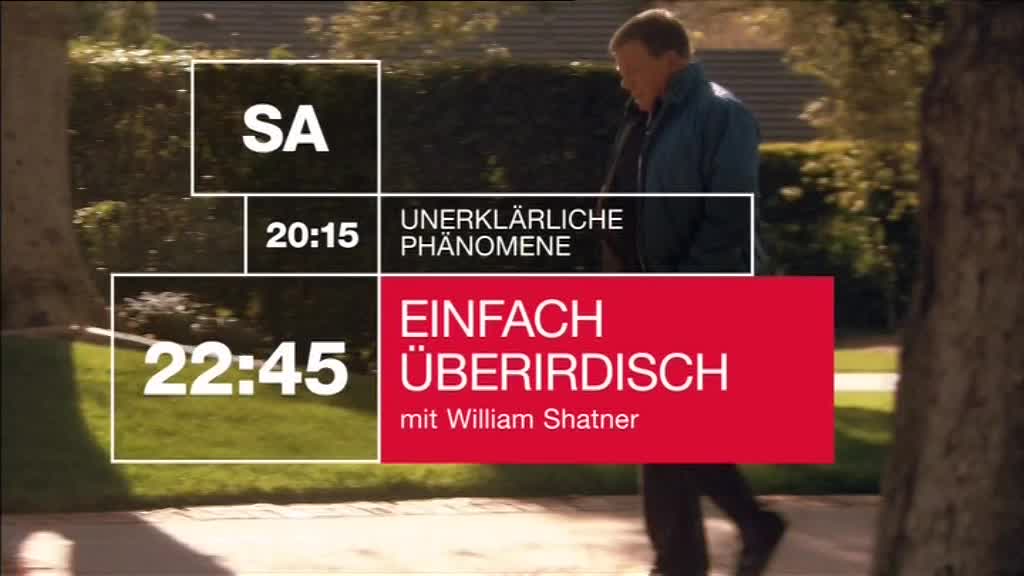 SA
20:15
UNERKLÄRLICHE
PHÄNOMENE
22:45
EINFACH
ÜBERIRDISCH
mit William Shatner